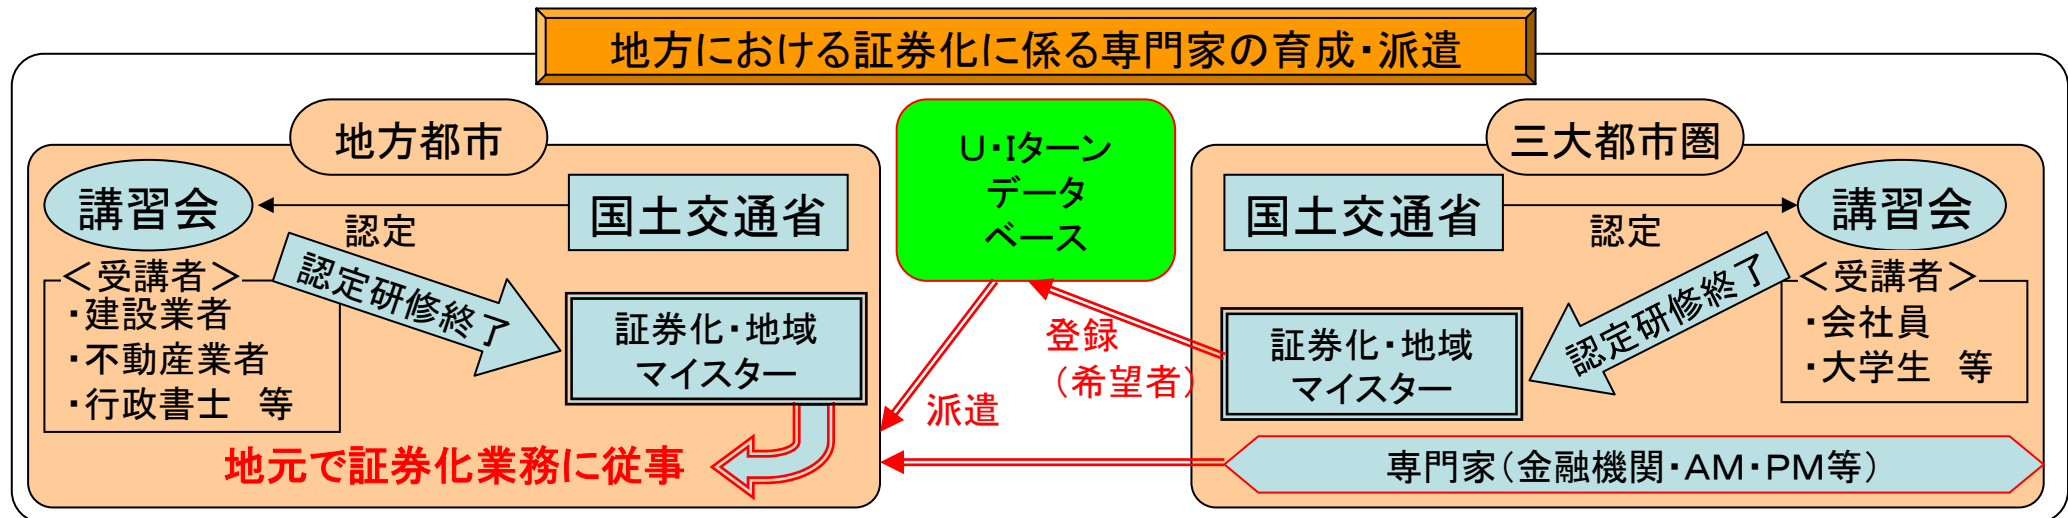 地方における証券化に係る専門家の育成・派遣
地方都市
講習会
認定
国土交通省
＜受講者＞
・建設業者
・不動産業者
・行政書士　等
認定研修終了
証券化・地域
マイスター
地元で証券化業務に従事
U・Iターン
データ
ベース
登録
（希望者）
派遣
三大都市圏
国土交通省
認定
講習会
＜受講者＞
・会社員
・大学生　等
認定研修終了
証券化・地域
マイスター
専門家（金融機関・AM・PM等）